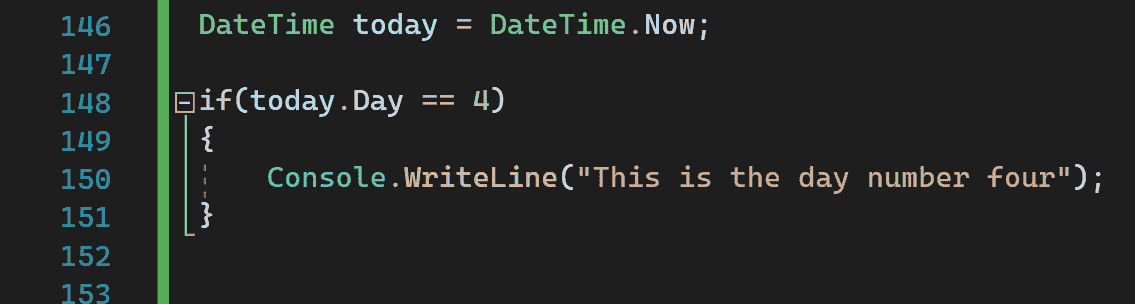 146 DateTime today = DateTime.Now;
147
148 if(today.Day == 4)
149 {
150     Console.WriteLine("This is the day number four");
151 }
152
153